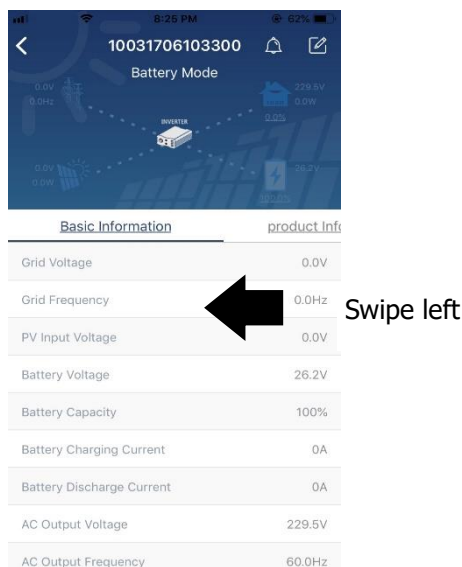 8:25 PM 62%
10031706103300
Battery Mode
0.0V
0.0Hz
229.5V
0.0W
0.0%
INVERTER
0.0V
0.0W
26.2V
100.0%
Basic Information product Info
Grid Voltage 0.0V
Grid Frequency 0.0Hz
Swipe left
PV Input Voltage 0.0V
Battery Voltage 26.2V
Battery Capacity 100%
Battery Charging Current 0A
Battery Discharge Current 0A
AC Output Voltage 229.5V
AC Output Frequency 60.0Hz